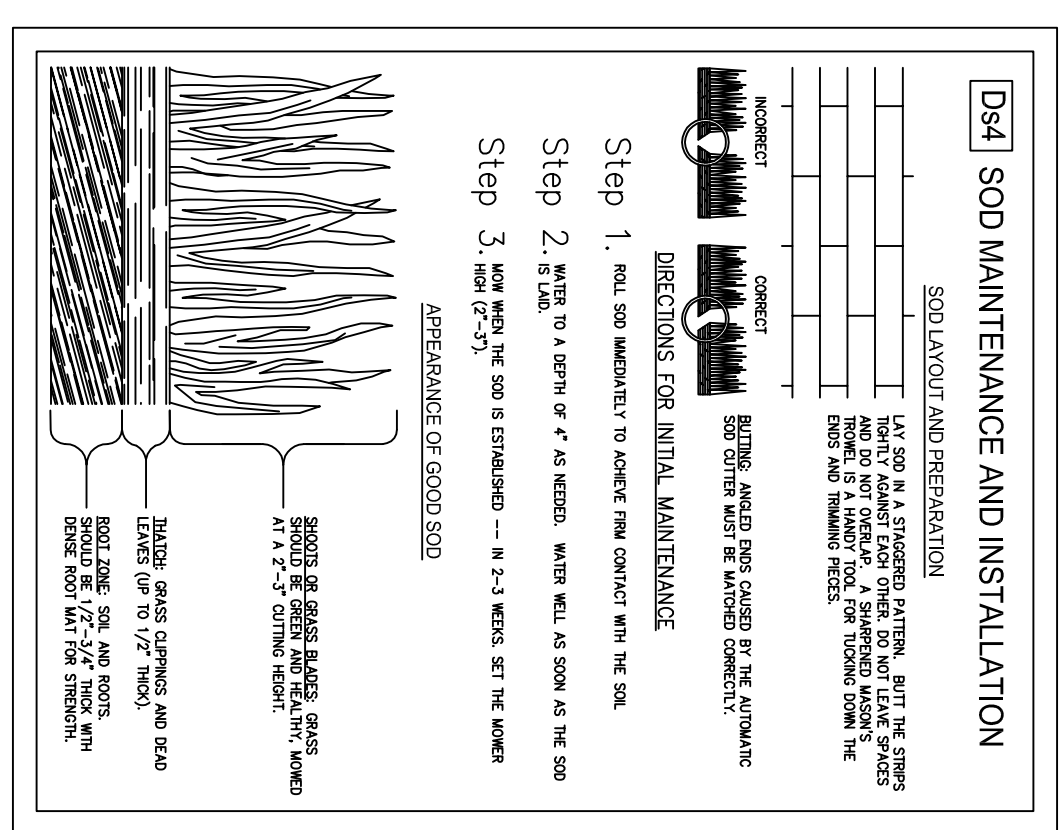 Ds4 SOD MAINTENANCE AND INSTALLATION
SOD LAYOUT AND PREPARATION
LAY SOD IN A STAGGERED PATTERN. BUTT THE STRIPS
TIGHTLY AGAINST EACH OTHER. DO NOT LEAVE SPACES
AND DO NOT OVERLAP. A SHARPENED MASON'S
TROWEL IS A HANDY TOOL FOR TUCKING DOWN THE
ENDS AND TRIMMING PIECES.
INCORRECT
CORRECT
BUTTING: ANGLED ENDS CAUSED BY THE AUTOMATIC
SOD CUTTER MUST BE MATCHED CORRECTLY.
DIRECTIONS FOR INITIAL MAINTENANCE
Step 1. ROLL SOD IMMEDIATELY TO ACHIEVE FIRM CONTACT WITH THE SOIL
Step 2. WATER TO A DEPTH OF 4" AS NEEDED. WATER WELL AS SOON AS THE SOD
IS LAID.
Step 3. MOW WHEN THE SOD IS ESTABLISHED --- IN 2-3 WEEKS. SET THE MOWER
HIGH (2"-3").
APPEARANCE OF GOOD SOD
SHOOTS OR GRASS BLADES: GRASS
SHOULD BE GREEN AND HEALTHY, MOWED
AT A 2"-3" CUTTING HEIGHT.
THATCH: GRASS CLIPPINGS AND DEAD
LEAVES (UP TO 1/2" THICK).
ROOT ZONE: SOIL AND ROOTS.
SHOULD BE 1/2"-3/4" THICK WITH
DENSE ROOT MAT FOR STRENGTH.